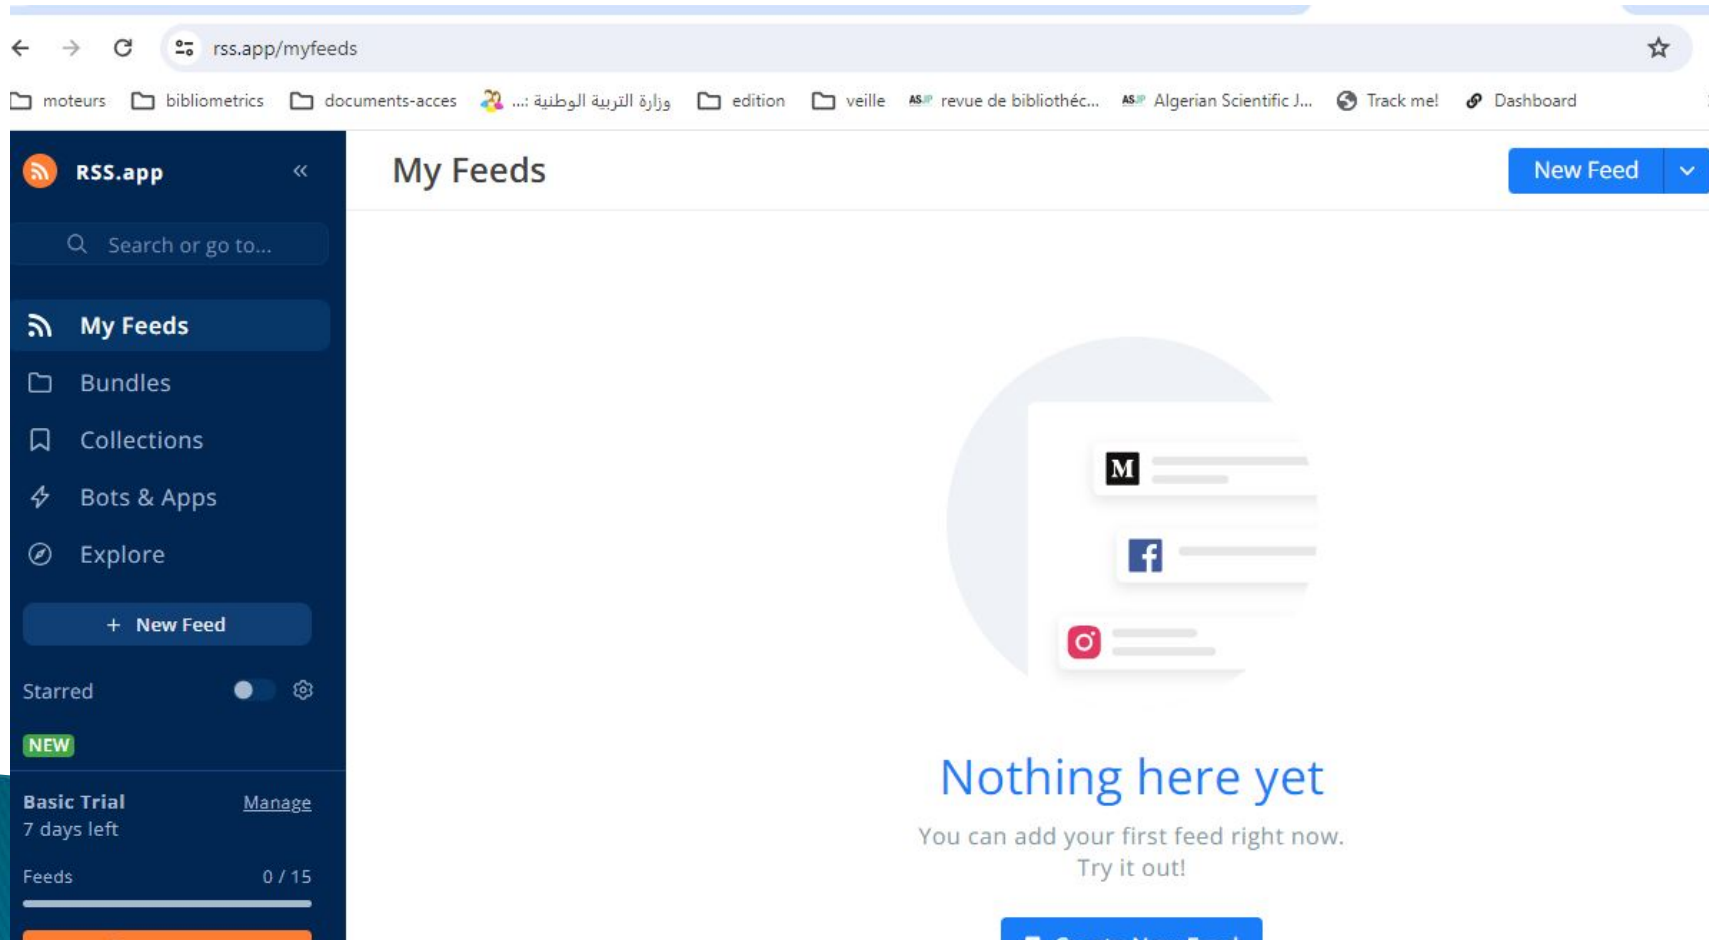 rss.app/myfeeds
moteurs bibliometrics documents-acces وزارة التربية الوطنية :... edition veille ASJP revue de bibliothéc... ASJP Algerian Scientific J... Track me! Dashboard
RSS.app «
My Feeds
New Feed
Search or go to...
My Feeds
Bundles
Collections
Bots & Apps
Explore
+ New Feed
Starred
NEW
Basic Trial Manage
7 days left
Feeds 0 / 15
M
f
Nothing here yet
You can add your first feed right now.
Try it out!